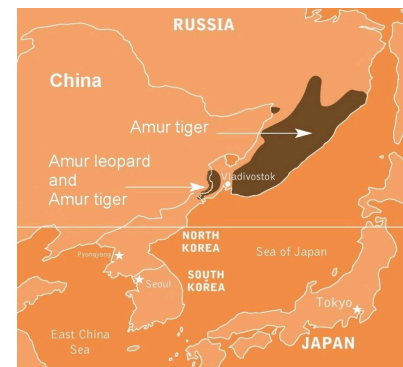 RUSSIA
China
Amur tiger
Amur leopard
and
Amur tiger
Vladivostok
NORTH
KOREA
Pyongyang
Sea of Japan
SOUTH
KOREA
Seoul
Tokyo
East China
Sea
JAPAN